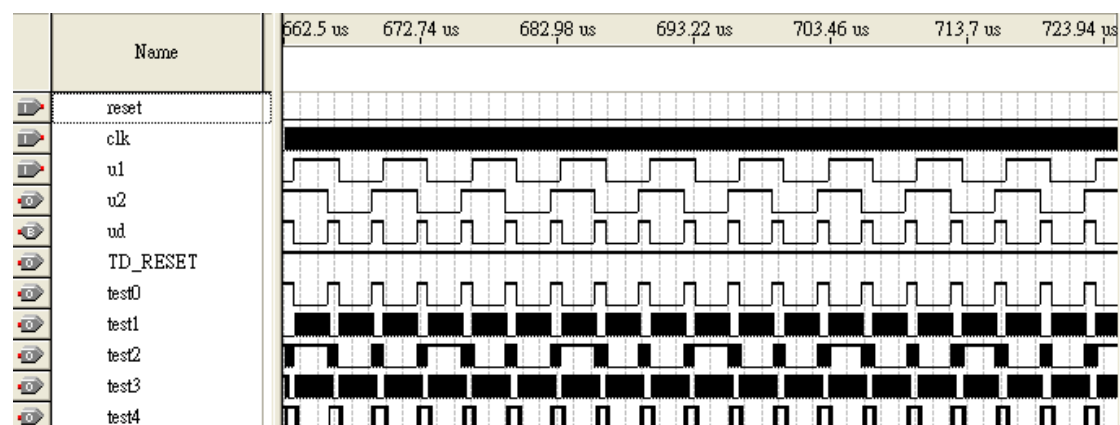 662.5 us 672.74 us 682.98 us 693.22 us 703.46 us 713.7 us 723.94 us
Name
reset
clk
u1
u2
ud
TD_RESET
test0
test1
test2
test3
test4